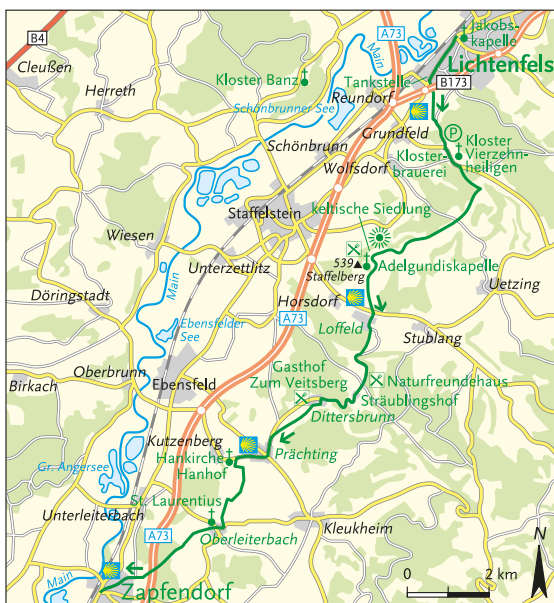 B4
Cleußen
Herreth
Main
A73
Jakobs-
kapelle
Lichtenfels
Kloster Banz
Tankstelle
Reundorf
B173
Schönbrunner See
Schönbrunn
Grundfeld
P
Kloster
Vierzehn-
heiligen
Kloster-
brauerei
Wolfsdorf
Staffelstein
keltische Siedlung
Wiesen
539
Staffelberg
Adelgundiskapelle
Unterzettlitz
Main
Döringstadt
Horsdorf
Uetzing
A73
Ebensfelder
See
Loffeld
Stublang
Oberbrunn
Birkach
Ebensfeld
Gasthof
Zum Veitsberg
Naturfreundehaus
Sträublingshof
Dittersbrunn
Kutzenberg
Hankirche
Hanhof
Prächting
Gr. Angersee
St. Laurentius
Unterleiterbach
Kleukheim
Oberleiterbach
A73
N
Main
Zapfendorf
0 2 km